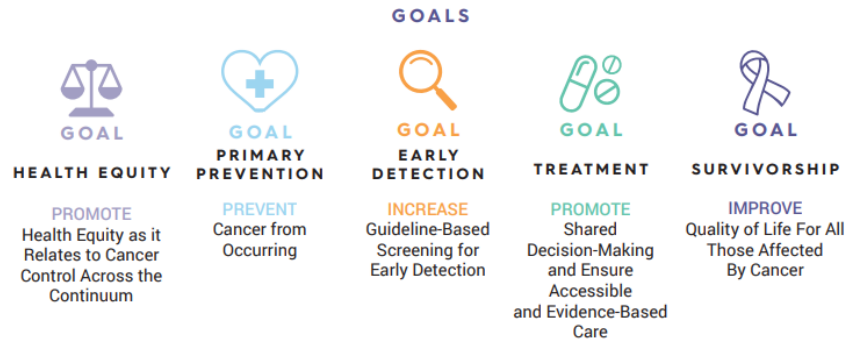 GOALS
GOAL
HEALTH EQUITY
PROMOTE
Health Equity as it
Relates to Cancer
Control Across the
Continuum
GOAL
PRIMARY
PREVENTION
PREVENT
Cancer from
Occurring
GOAL
EARLY
DETECTION
INCREASE
Guideline-Based
Screening for
Early Detection
GOAL
TREATMENT
PROMOTE
Shared
Decision-Making
and Ensure
Accessible
and Evidence-Based
Care
GOAL
SURVIVORSHIP
IMPROVE
Quality of Life For All
Those Affected
By Cancer